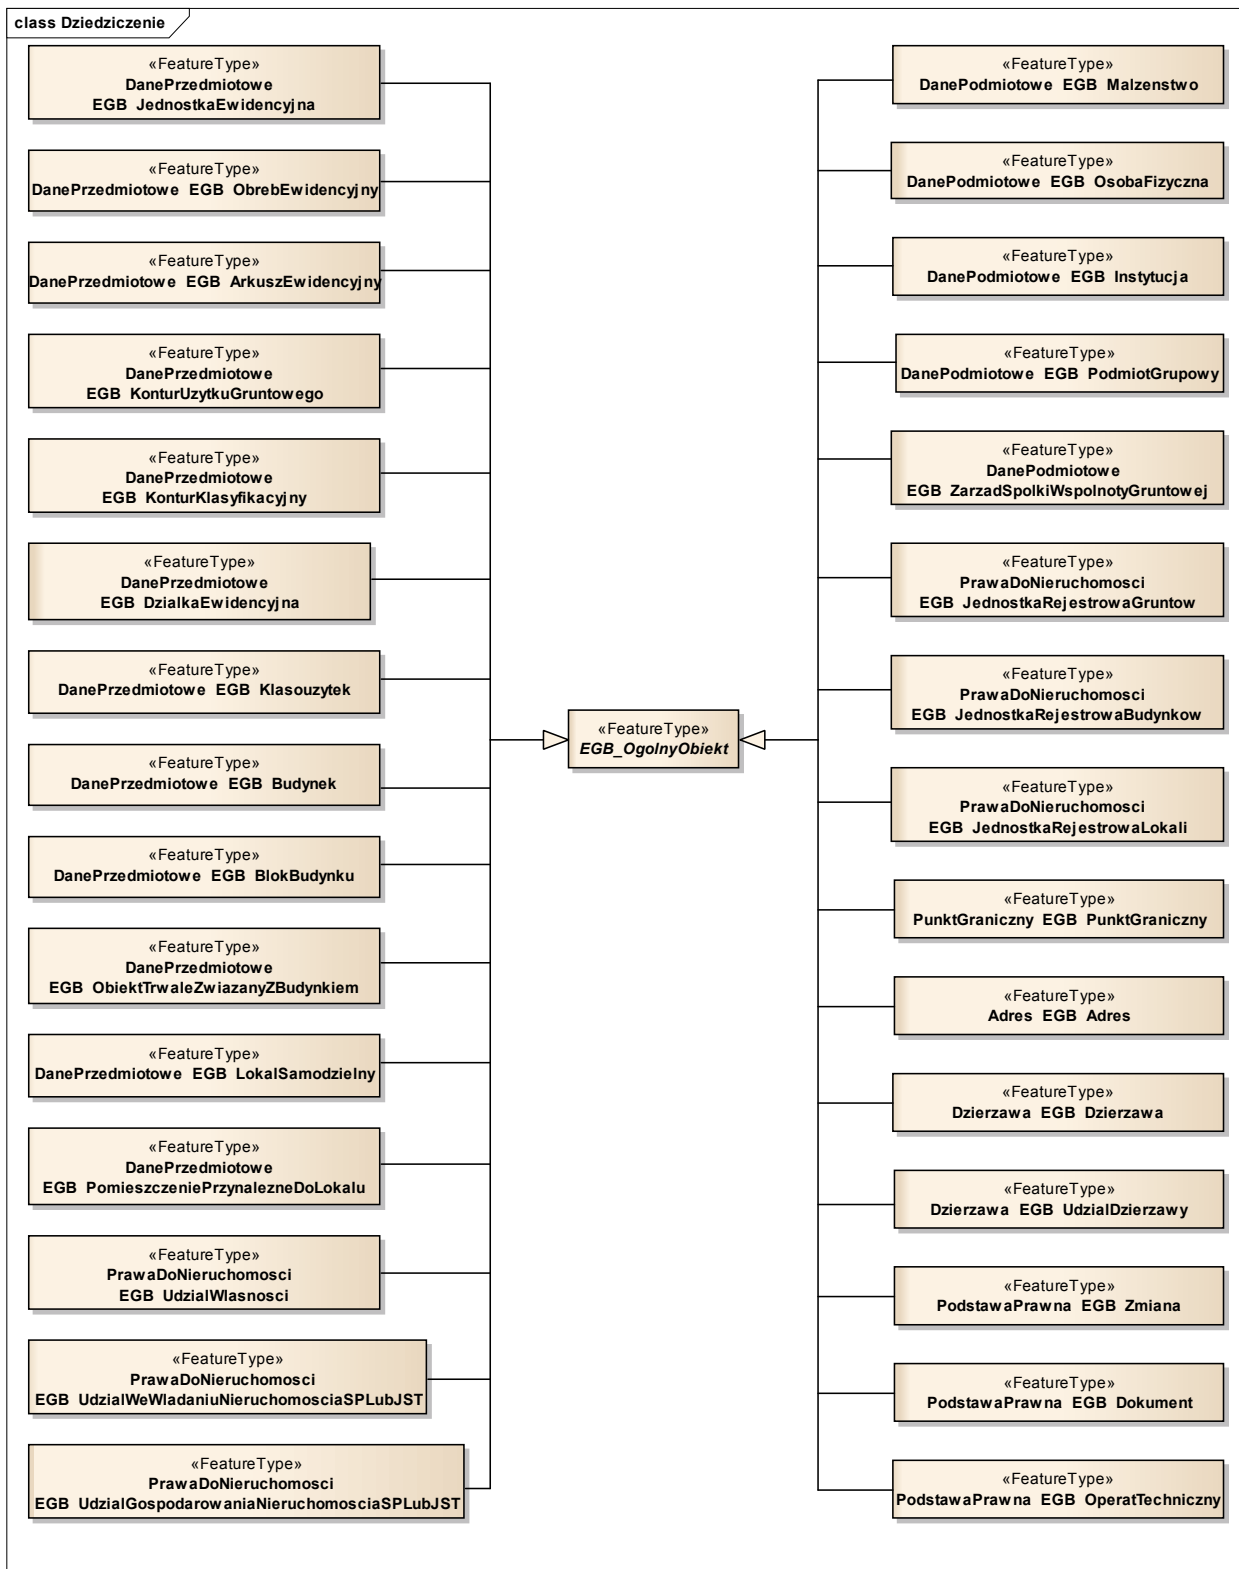 class Dziedziczenie
«FeatureType»
DanePrzedmiotowe
EGB JednostkaEwidencyjna
«FeatureType»
DanePrzedmiotowe EGB ObrebEwidencyjny
«FeatureType»
DanePrzedmiotowe EGB ArkuszEwidencyjny
«FeatureType»
DanePrzedmiotowe
EGB KonturUzytkuGruntowego
«FeatureType»
DanePrzedmiotowe
EGB KonturKlasyfikacyjny
«FeatureType»
DanePrzedmiotowe
EGB DzialkaEwidencyjna
«FeatureType»
DanePrzedmiotowe EGB Klasouzytek
«FeatureType»
DanePrzedmiotowe EGB Budynek
«FeatureType»
DanePrzedmiotowe EGB BlokBudynku
«FeatureType»
DanePrzedmiotowe
EGB ObiektTrwaleZwiazanyZBudynkiem
«FeatureType»
DanePrzedmiotowe EGB LokalSamodzielny
«FeatureType»
DanePrzedmiotowe
EGB PomieszczeniePrzynalezneDoLokalu
«FeatureType»
PrawaDoNieruchomosci
EGB UdzialWlasnosci
«FeatureType»
PrawaDoNieruchomosci
EGB UdzialWeWladaniuNieruchomosciaSPLubJST
«FeatureType»
PrawaDoNieruchomosci
EGB UdzialGospodarowaniaNieruchomosciaSPLubJST
«FeatureType»
EGB_OgolnyObiekt
«FeatureType»
DanePodmiotowe EGB Malzenstwo
«FeatureType»
DanePodmiotowe EGB OsobaFizyczna
«FeatureType»
DanePodmiotowe EGB Instytucja
«FeatureType»
DanePodmiotowe EGB PodmiotGrupowy
«FeatureType»
DanePodmiotowe
EGB ZarzadSpolkiWspolnotyGruntowej
«FeatureType»
PrawaDoNieruchomosci
EGB JednostkaRejestrowaGruntow
«FeatureType»
PrawaDoNieruchomosci
EGB JednostkaRejestrowaBudynkow
«FeatureType»
PrawaDoNieruchomosci
EGB JednostkaRejestrowaLokali
«FeatureType»
PunktGraniczny EGB PunktGraniczny
«FeatureType»
Adres EGB Adres
«FeatureType»
Dzierzawa EGB Dzierzawa
«FeatureType»
Dzierzawa EGB UdzialDzierzawy
«FeatureType»
PodstawaPrawna EGB Zmiana
«FeatureType»
PodstawaPrawna EGB Dokument
«FeatureType»
PodstawaPrawna EGB OperatTechniczny